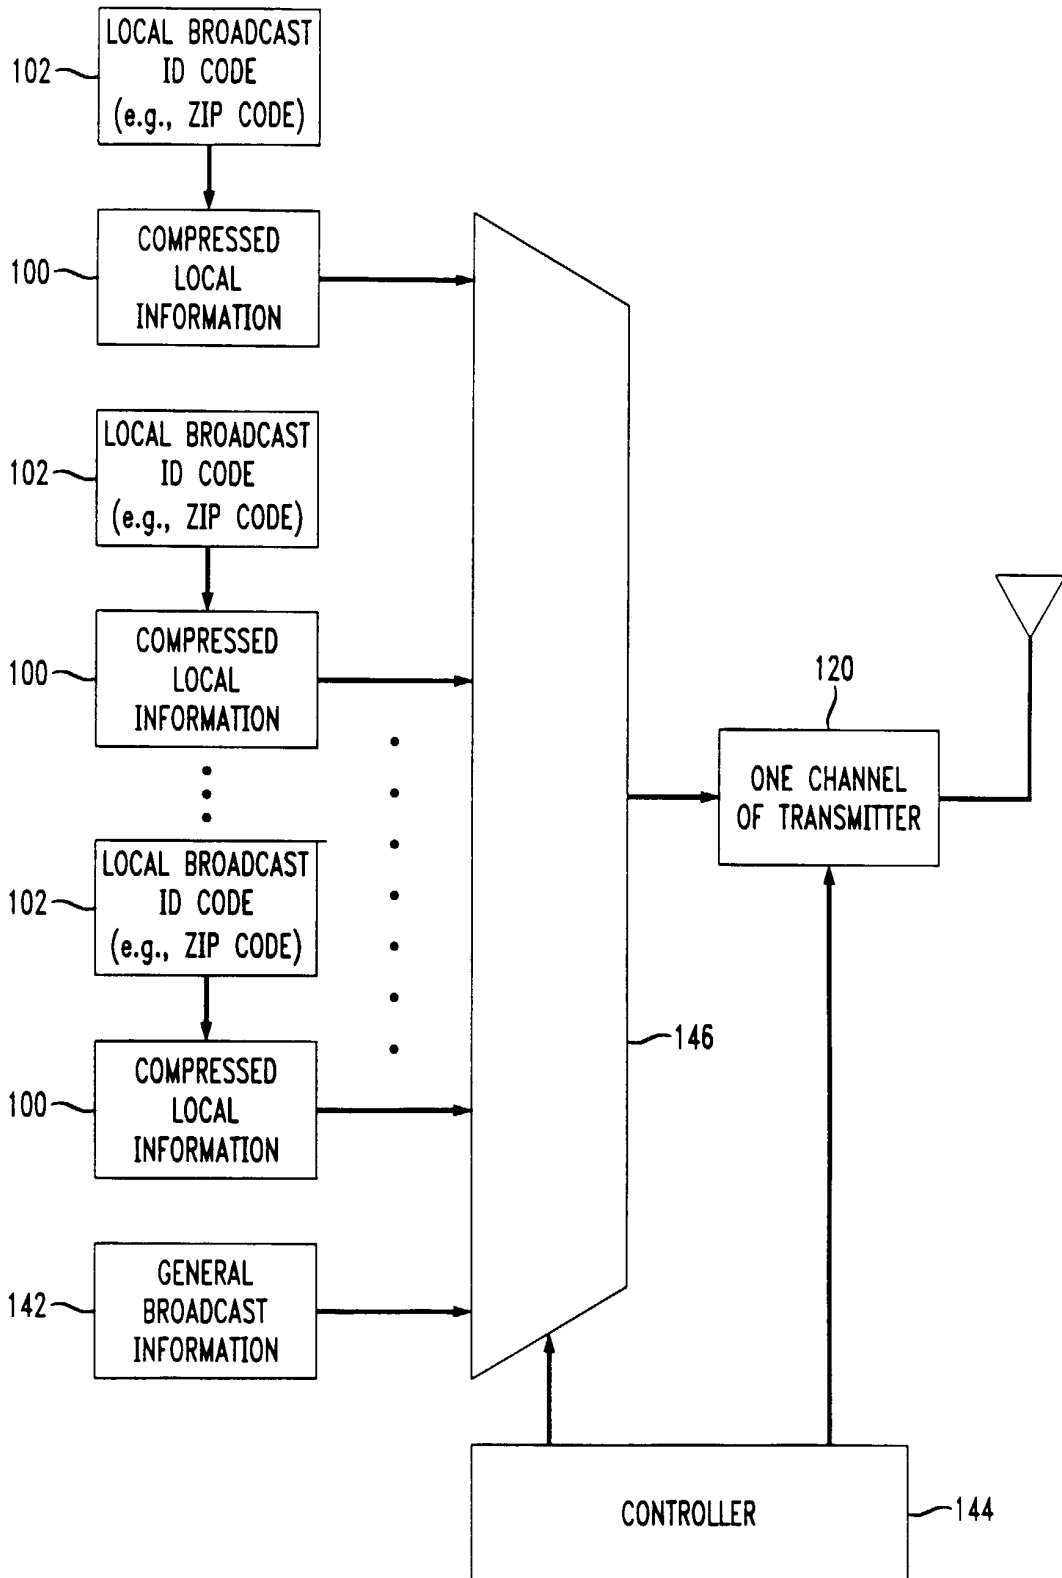 LOCAL BROADCAST
ID CODE
(e.g., ZIP CODE)
102
COMPRESSED
LOCAL
INFORMATION
100
LOCAL BROADCAST
ID CODE
(e.g., ZIP CODE)
102
COMPRESSED
LOCAL
INFORMATION
100
LOCAL BROADCAST
ID CODE
(e.g., ZIP CODE)
102
COMPRESSED
LOCAL
INFORMATION
100
GENERAL
BROADCAST
INFORMATION
142
146
120
ONE CHANNEL
OF TRANSMITTER
CONTROLLER
144